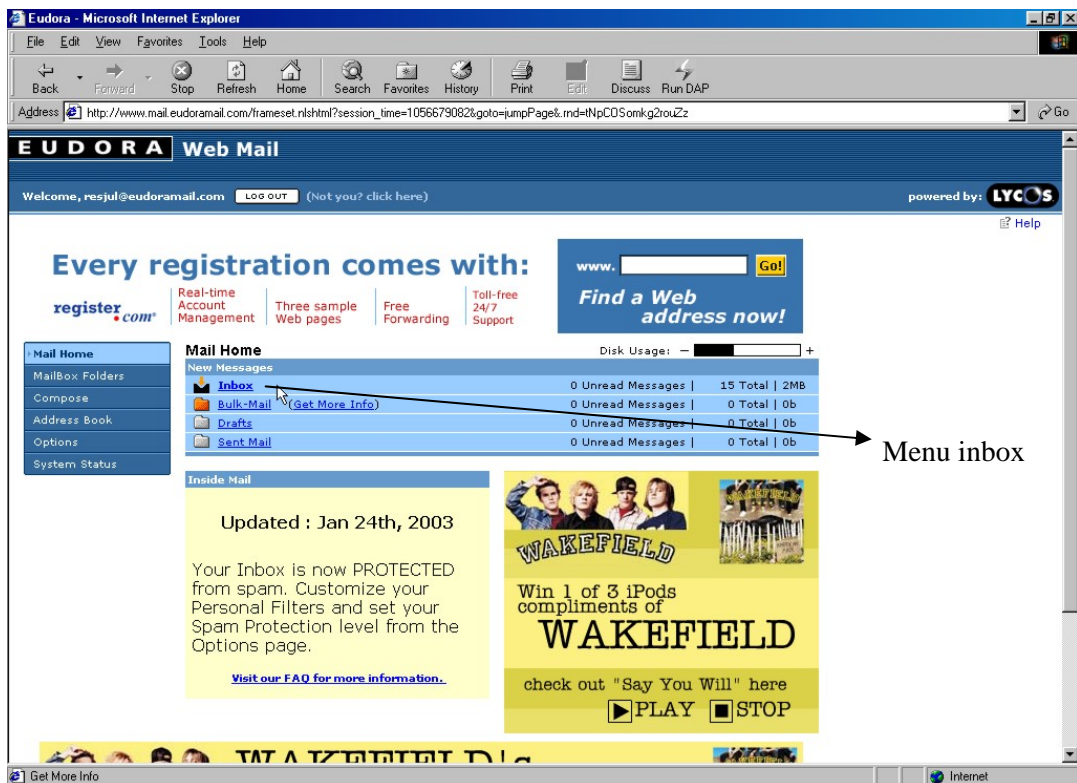 Eudora - Microsoft Internet Explorer
File Edit View Favorites Tools Help
Back Forward Stop Refresh Home Search Favorites History Print Edit Discuss Run DAP
Address http://www.mail.eudoramail.com/frameset.nlshtml?session_time=1056679082&goto=jumpPage&.rnd=tNpCOSomkg2rouZz Go
EUDORA Web Mail
Welcome, resjul@eudoramail.com LOG OUT (Not you? click here) powered by: LYCOS
Help
Every registration comes with:
register.com
Real-time Account Management
Three sample Web pages
Free Forwarding
Toll-free 24/7 Support
www. Go!
Find a Web
address now!
Mail Home
MailBox Folders
Compose
Address Book
Options
System Status
Mail Home Disk Usage: - +
New Messages
Inbox 0 Unread Messages | 15 Total | 2MB
Bulk-Mail (Get More Info) 0 Unread Messages | 0 Total | 0b
Drafts 0 Unread Messages | 0 Total | 0b
Sent Mail 0 Unread Messages | 0 Total | 0b
Menu inbox
Inside Mail
Updated : Jan 24th, 2003
Your Inbox is now PROTECTED
from spam. Customize your
Personal Filters and set your
Spam Protection level from the
Options page.
Visit our FAQ for more information.
WAKEFIELD
WAKEFIELD
Win 1 of 3 iPods
compliments of
WAKEFIELD
check out "Say You Will" here
PLAY STOP
WAKEFIELD's
Get More Info Internet